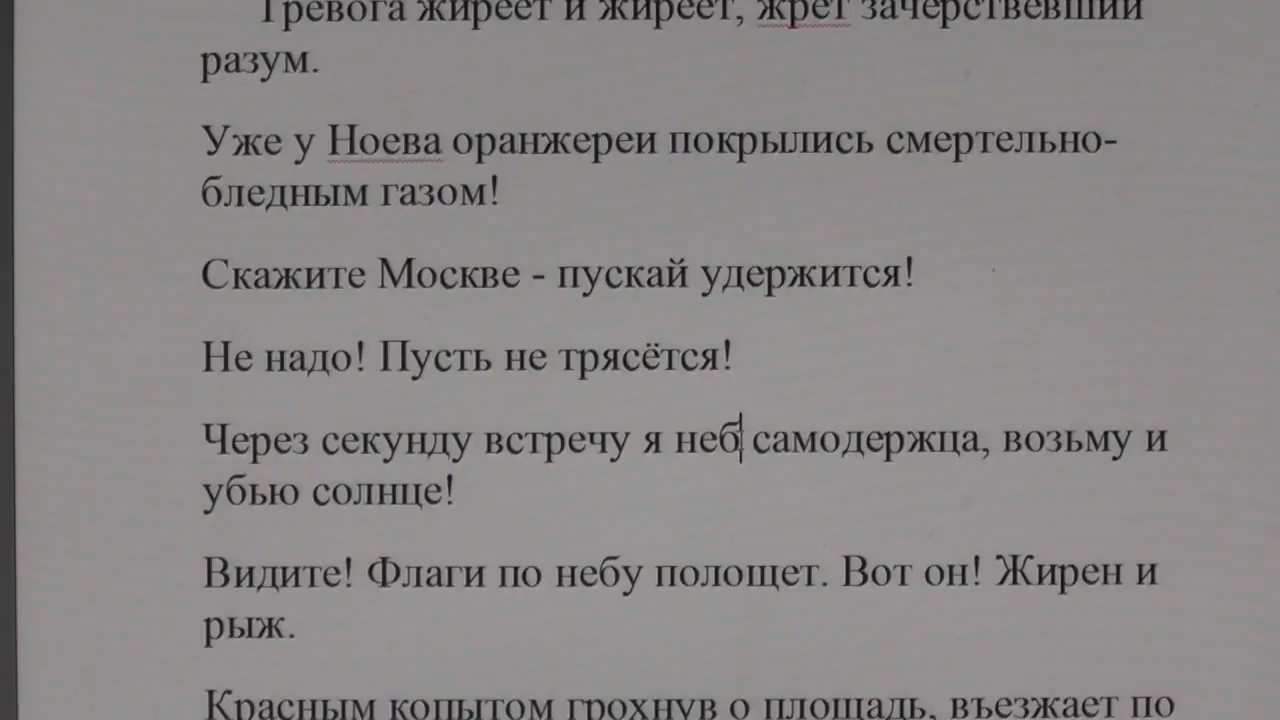 Тревога жиреет и жиреет, жрёт зачерствевший
разум.
Уже у Ноева оранжереи покрылись смертельно-
бледным газом!
Скажите Москве - пускай удержится!
Не надо! Пусть не трясётся!
Через секунду встречу я неб самодержца, возьму и
убью солнце!
Видите! Флаги по небу полощет. Вот он! Жирен и
рыж.
Красным копытом грохнув о площадь, въезжает по